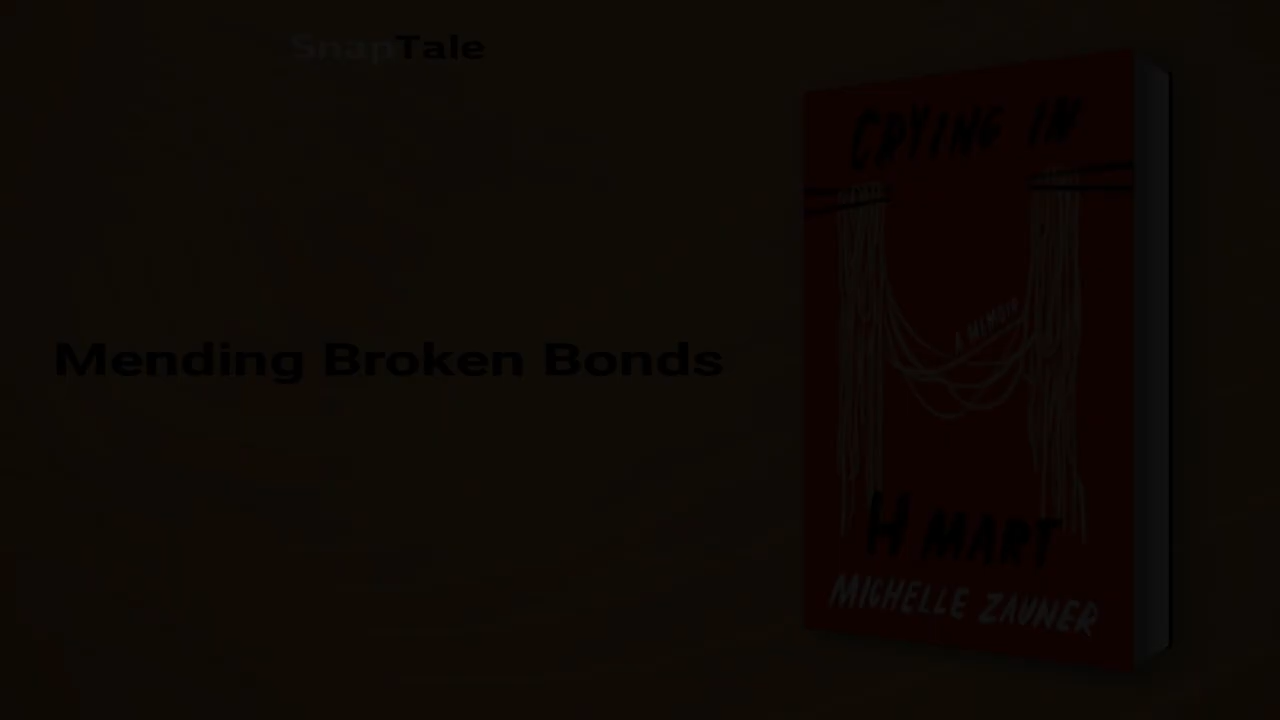 SnapTale
Mending Broken Bonds
CRYING IN
A MEMOIR
H MART
MICHELLE ZAUNER